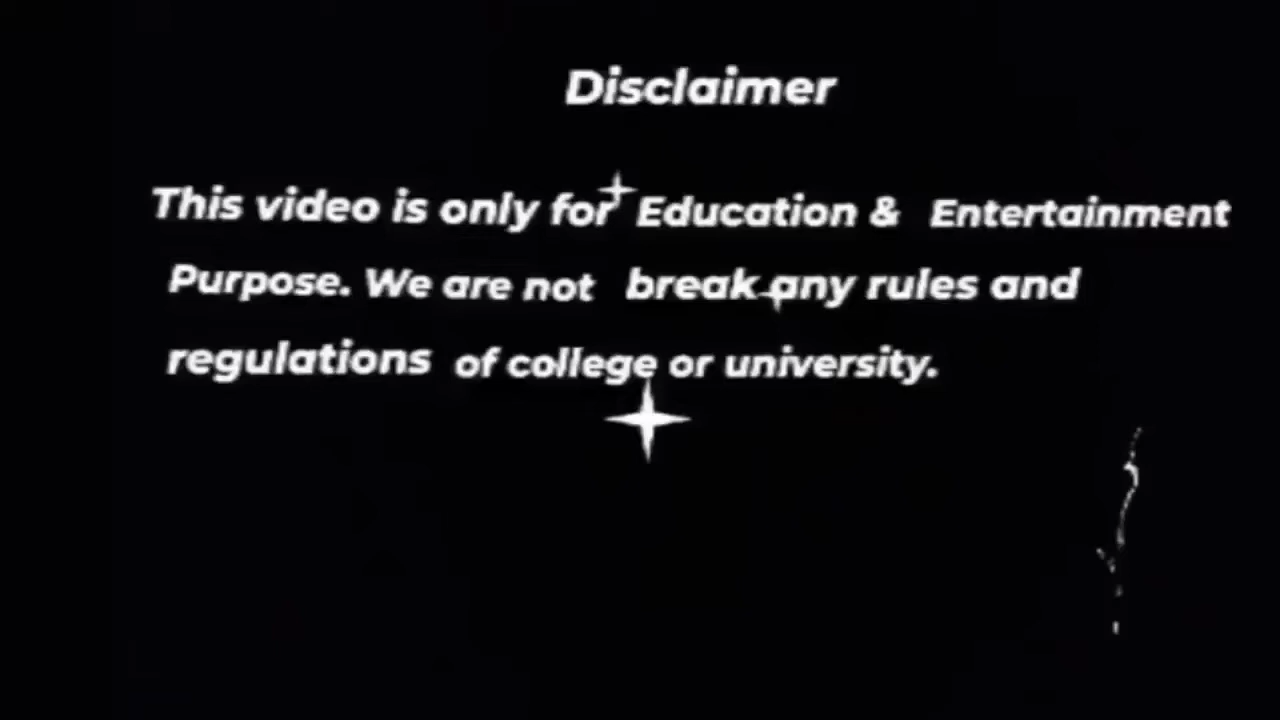 Disclaimer
This video is only for Education & Entertainment
Purpose. We are not break any rules and
regulations of college or university.